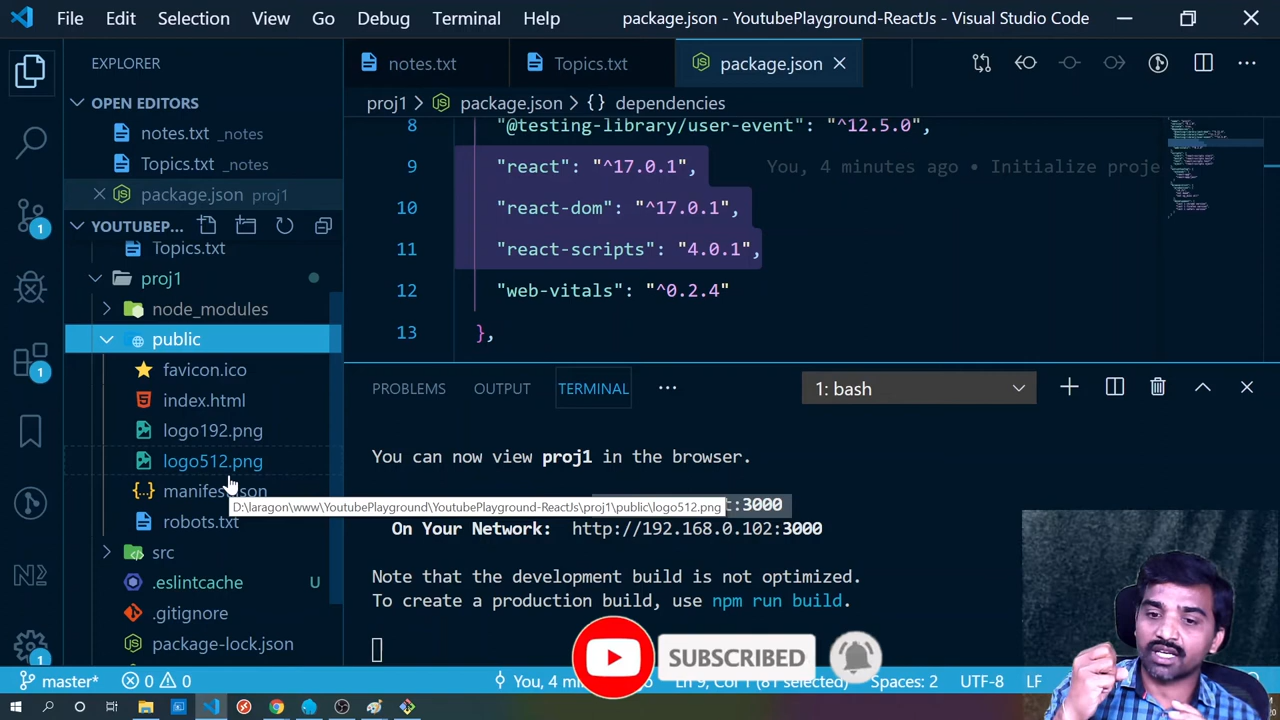 File Edit Selection View Go Debug Terminal Help package.json - YoutubePlayground-ReactJs - Visual Studio Code
EXPLORER
notes.txt
Topics.txt
package.json
OPEN EDITORS
notes.txt _notes
Topics.txt _notes
package.json proj1
YOUTUBEP...
Topics.txt
proj1
node_modules
public
favicon.ico
index.html
logo192.png
logo512.png
D:\laragon\www\YoutubePlayground\YoutubePlayground-ReactJs\proj1\public\logo512.png
robots.txt
src
.eslintcache U
.gitignore
package-lock.json
proj1 > package.json > {} dependencies
8 "@testing-library/user-event": "^12.5.0",
9 "react": "^17.0.1", You, 4 minutes ago • Initialize proje
10 "react-dom": "^17.0.1",
11 "react-scripts": "4.0.1",
12 "web-vitals": "^0.2.4"
13 },
PROBLEMS OUTPUT TERMINAL ... 1: bash
You can now view proj1 in the browser.
:3000
On Your Network: http://192.168.0.102:3000
Note that the development build is not optimized.
To create a production build, use npm run build.
SUBSCRIBED
1
1
1
master* 0 0 You, 4 Spaces: 2 UTF-8 LF